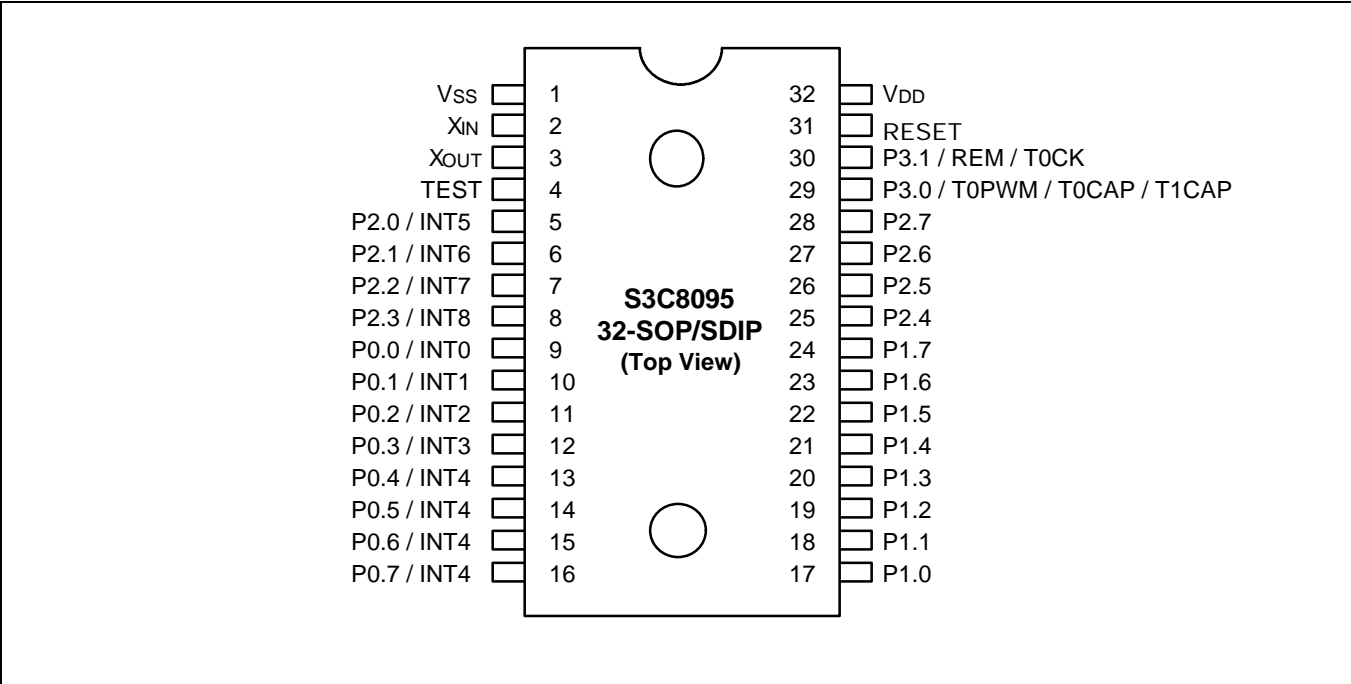 VSS 1 32 VDD
XIN 2 31 RESET
XOUT 3 30 P3.1 / REM / T0CK
TEST 4 29 P3.0 / T0PWM / T0CAP / T1CAP
P2.0 / INT5 5 28 P2.7
P2.1 / INT6 6 27 P2.6
P2.2 / INT7 7 26 P2.5
P2.3 / INT8 8 25 P2.4
P0.0 / INT0 9 24 P1.7
P0.1 / INT1 10 23 P1.6
P0.2 / INT2 11 22 P1.5
P0.3 / INT3 12 21 P1.4
P0.4 / INT4 13 20 P1.3
P0.5 / INT4 14 19 P1.2
P0.6 / INT4 15 18 P1.1
P0.7 / INT4 16 17 P1.0
S3C8095
32-SOP/SDIP
(Top View)